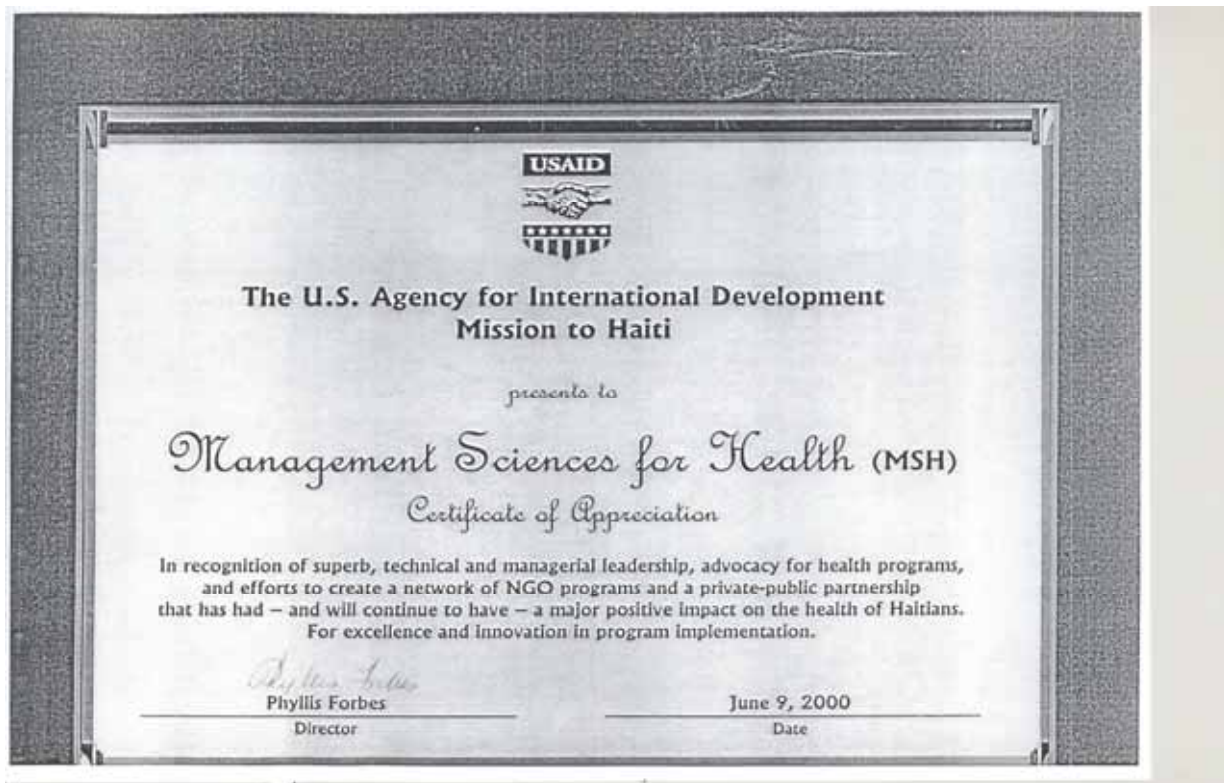 USAID
The U.S. Agency for International Development
Mission to Haiti
presents to
Management Sciences for Health (MSH)
Certificate of Appreciation
In recognition of superb, technical and managerial leadership, advocacy for health programs,
and efforts to create a network of NGO programs and a private-public partnership
that has had – and will continue to have – a major positive impact on the health of Haitians.
For excellence and innovation in program implementation.
Phyllis Forbes
Phyllis Forbes
June 9, 2000
Director
Date